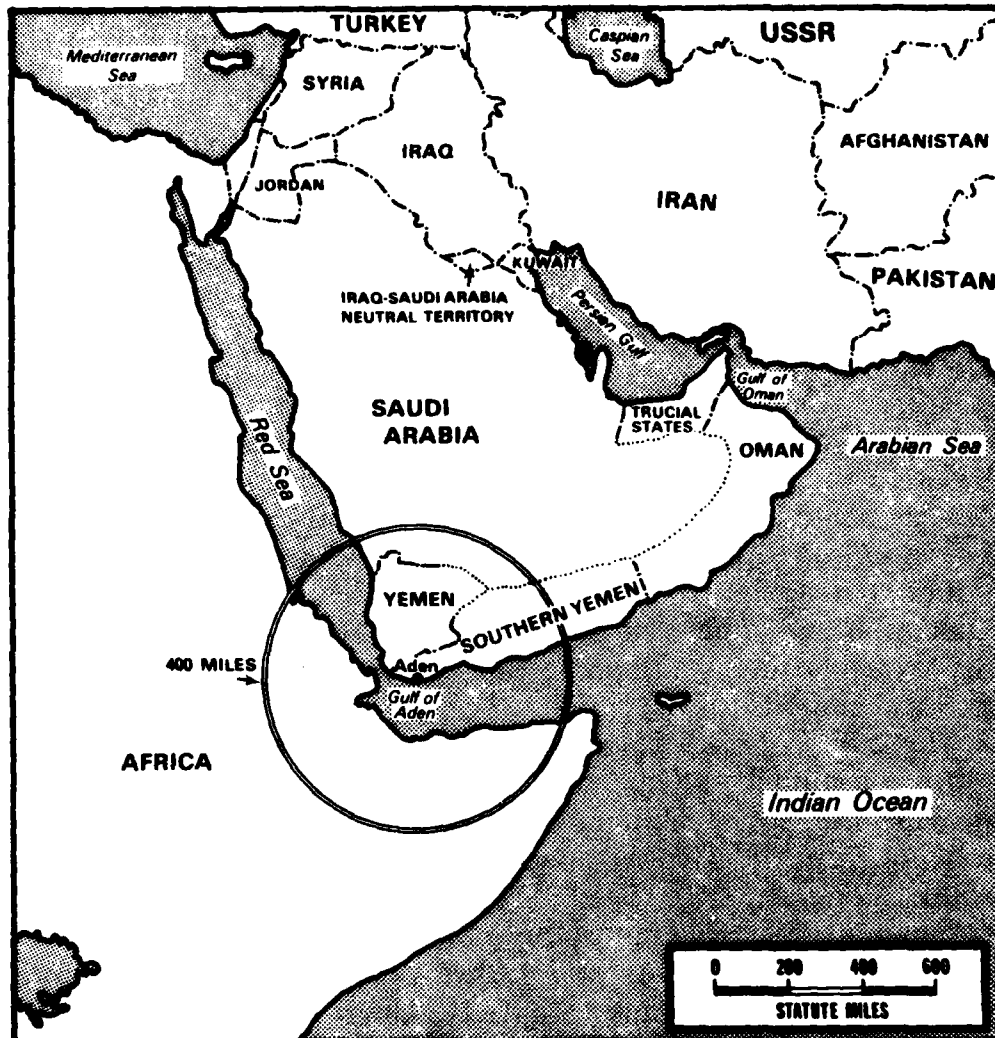 TURKEY
Mediterranean
Sea
Caspian
Sea
USSR
SYRIA
AFGHANISTAN
IRAQ
JORDAN
IRAN
KUWAIT
PAKISTAN
IRAQ-SAUDI ARABIA
NEUTRAL TERRITORY
Persian Gulf
Gulf of
Oman
SAUDI
ARABIA
TRUCIAL
STATES
Red Sea
OMAN
Arabian Sea
YEMEN
SOUTHERN YEMEN
400 MILES
Aden
Gulf of
Aden
AFRICA
Indian Ocean
0 200 400 600
STATUTE MILES